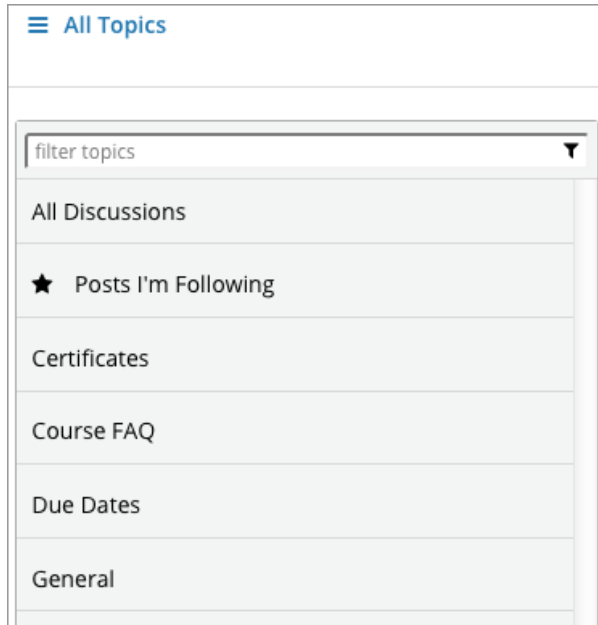 All Topics
filter topics
All Discussions
Posts I'm Following
Certificates
Course FAQ
Due Dates
General